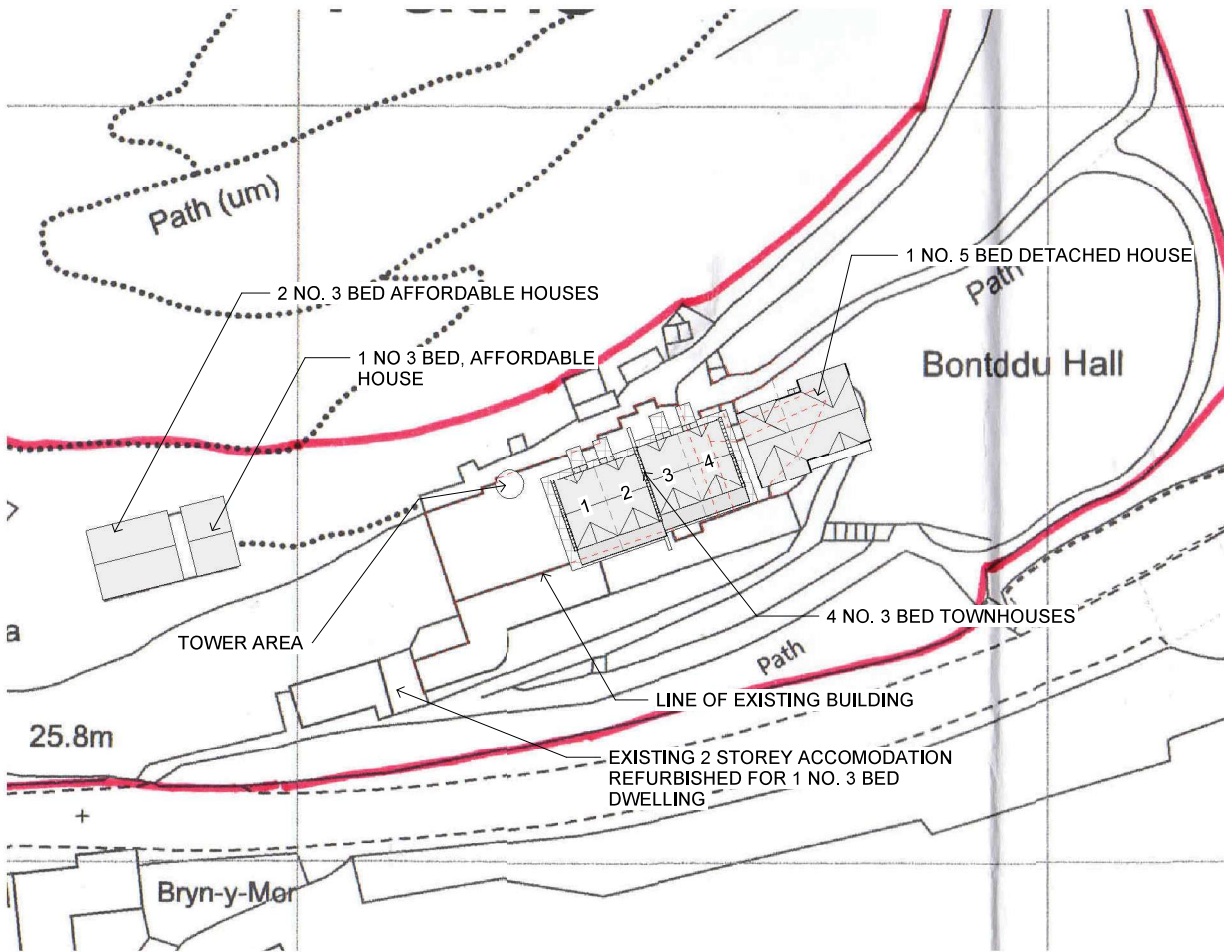 Path (um)
1 NO. 5 BED DETACHED HOUSE
Path
2 NO. 3 BED AFFORDABLE HOUSES
1 NO 3 BED, AFFORDABLE
HOUSE
Bontddu Hall
1
2
3
4
4 NO. 3 BED TOWNHOUSES
TOWER AREA
Path
LINE OF EXISTING BUILDING
25.8m
EXISTING 2 STOREY ACCOMODATION
REFURBISHED FOR 1 NO. 3 BED
DWELLING
Bryn-y-Mor